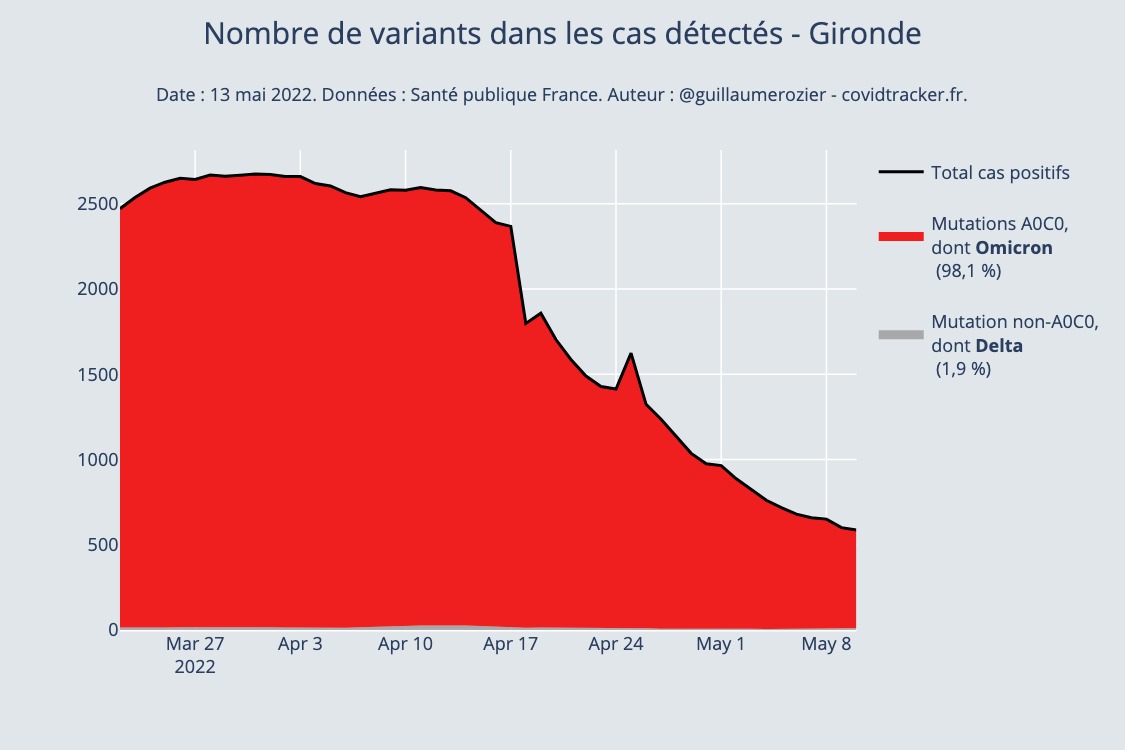 Nombre de variants dans les cas détectés - Gironde
Date : 13 mai 2022. Données : Santé publique France. Auteur : @guillaumerozier - covidtracker.fr.
Total cas positifs
Mutations A0C0,
dont Omicron
(98,1 %)
Mutation non-A0C0,
dont Delta
(1,9 %)
2500
2000
1500
1000
500
0
Mar 27 Apr 3 Apr 10 Apr 17 Apr 24 May 1 May 8
2022